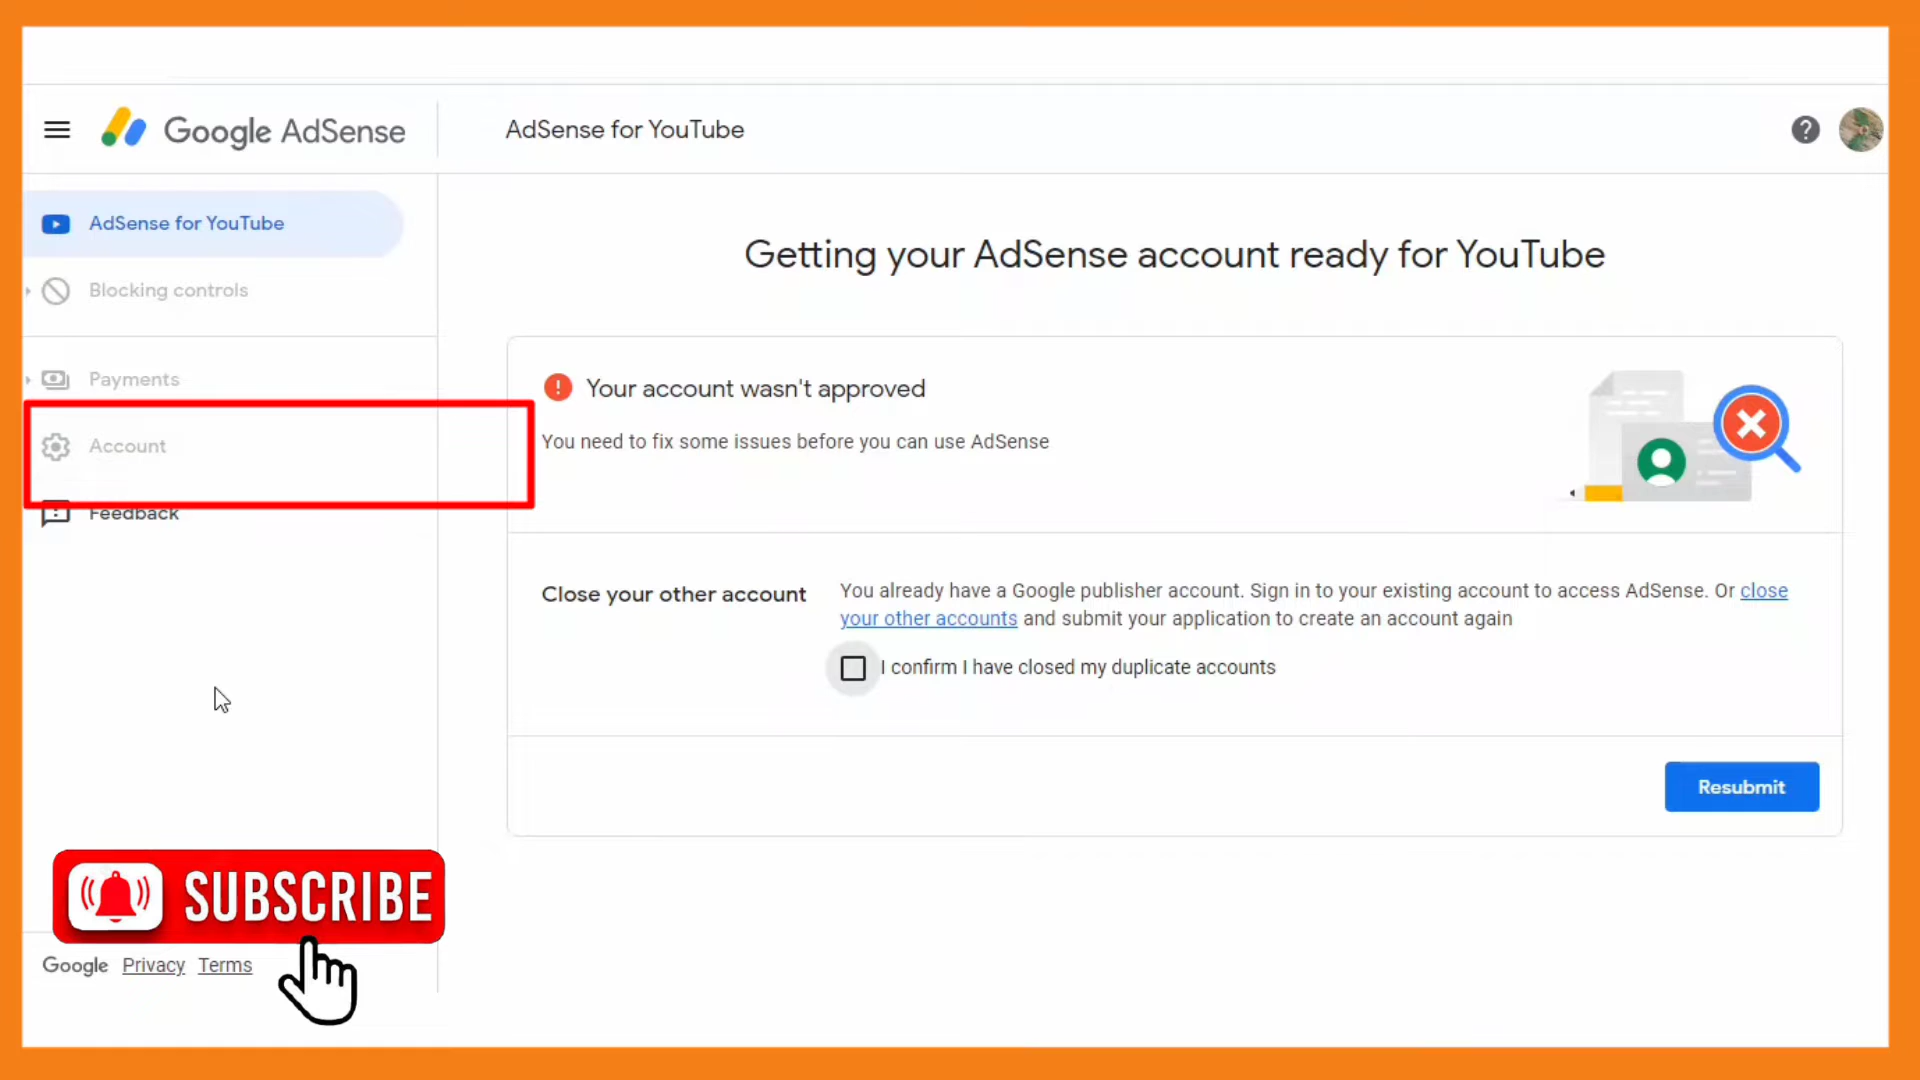 Google AdSense
AdSense for YouTube
AdSense for YouTube
Blocking controls
Payments
Account
Feedback
Getting your AdSense account ready for YouTube
Your account wasn't approved
You need to fix some issues before you can use AdSense
Close your other account
You already have a Google publisher account. Sign in to your existing account to access AdSense. Or close
your other accounts and submit your application to create an account again
I confirm I have closed my duplicate accounts
Resubmit
SUBSCRIBE
Google Privacy Terms